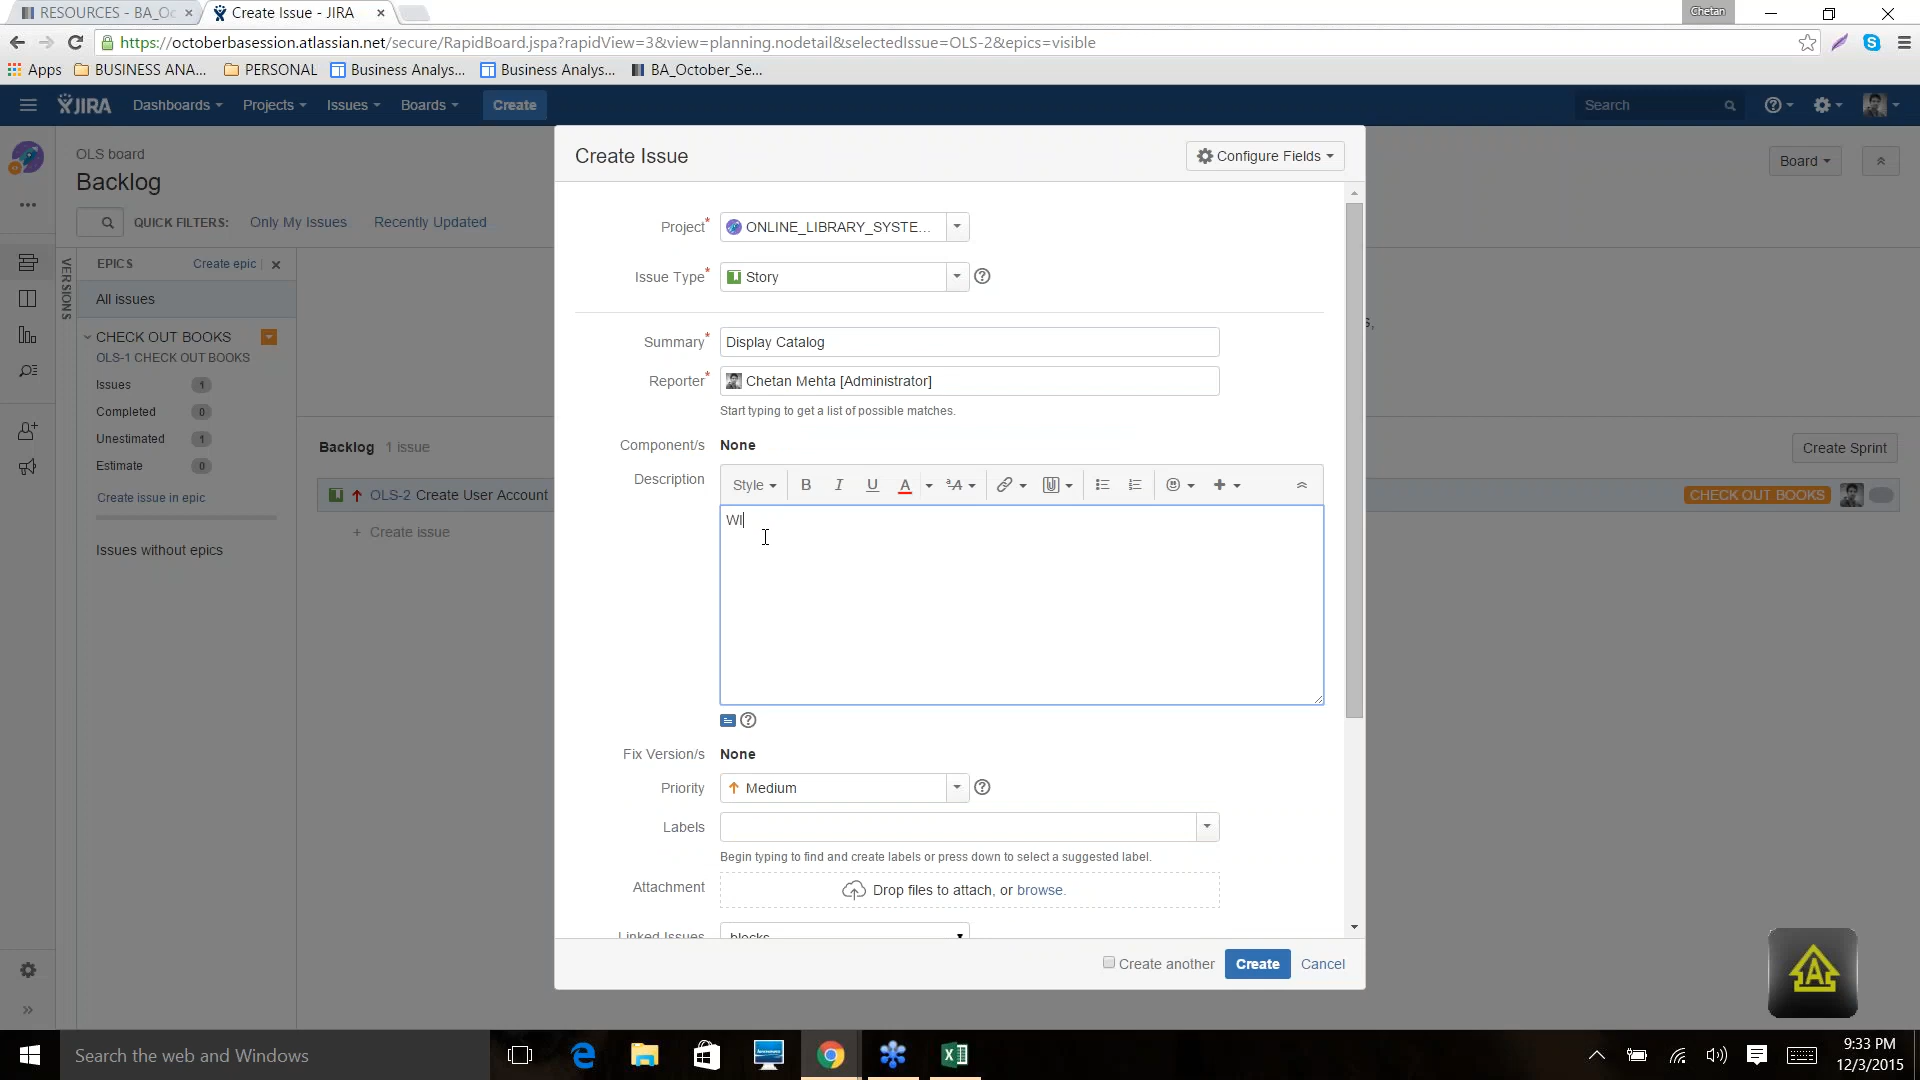 RESOURCES - BA_Oc
Create Issue - JIRA
Chetan
https://octoberbasession.atlassian.net/secure/RapidBoard.jspa?rapidView=3&view=planning.nodetail&selectedIssue=OLS-2&epics=visible
Apps
BUSINESS ANA...
PERSONAL
Business Analys...
Business Analys...
BA_October_Se...
JIRA
Dashboards
Projects
Issues
Boards
Create
Search
OLS board
Backlog
Board
QUICK FILTERS:
Only My Issues
Recently Updated
VERSIONS
EPICS
Create epic
All issues
CHECK OUT BOOKS
OLS-1 CHECK OUT BOOKS
Issues 1
Completed 0
Unestimated 1
Estimate 0
Create issue in epic
Issues without epics
Backlog 1 issue
Create Sprint
OLS-2 Create User Account
CHECK OUT BOOKS
+ Create issue
Create Issue
Configure Fields
Project* ONLINE_LIBRARY_SYSTE...
Issue Type* Story
Summary* Display Catalog
Reporter* Chetan Mehta [Administrator]
Start typing to get a list of possible matches.
Component/s None
Description
Style B I U A
WI
Fix Version/s None
Priority Medium
Labels
Begin typing to find and create labels or press down to select a suggested label.
Attachment Drop files to attach, or browse.
Linked Issues blocks
Create another
Create
Cancel
Search the web and Windows
9:33 PM
12/3/2015